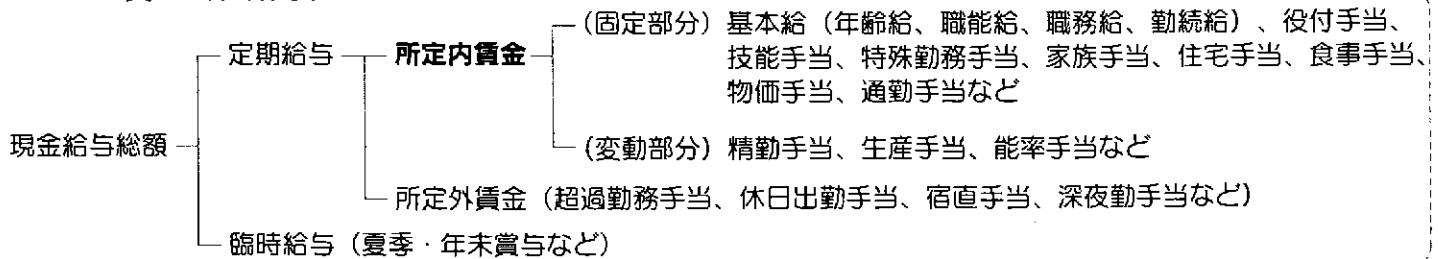 (固定部分) 基本給 (年齢給、職能給、職務給、勤続給)、役付手当、
定期給与 所定内賃金 技能手当、特殊勤務手当、家族手当、住宅手当、食事手当、
物価手当、通勤手当など
現金給与総額 (変動部分) 精勤手当、生産手当、能率手当など
所定外賃金 (超過勤務手当、休日出勤手当、宿直手当、深夜勤手当など)
臨時給与 (夏季・年末賞与など)